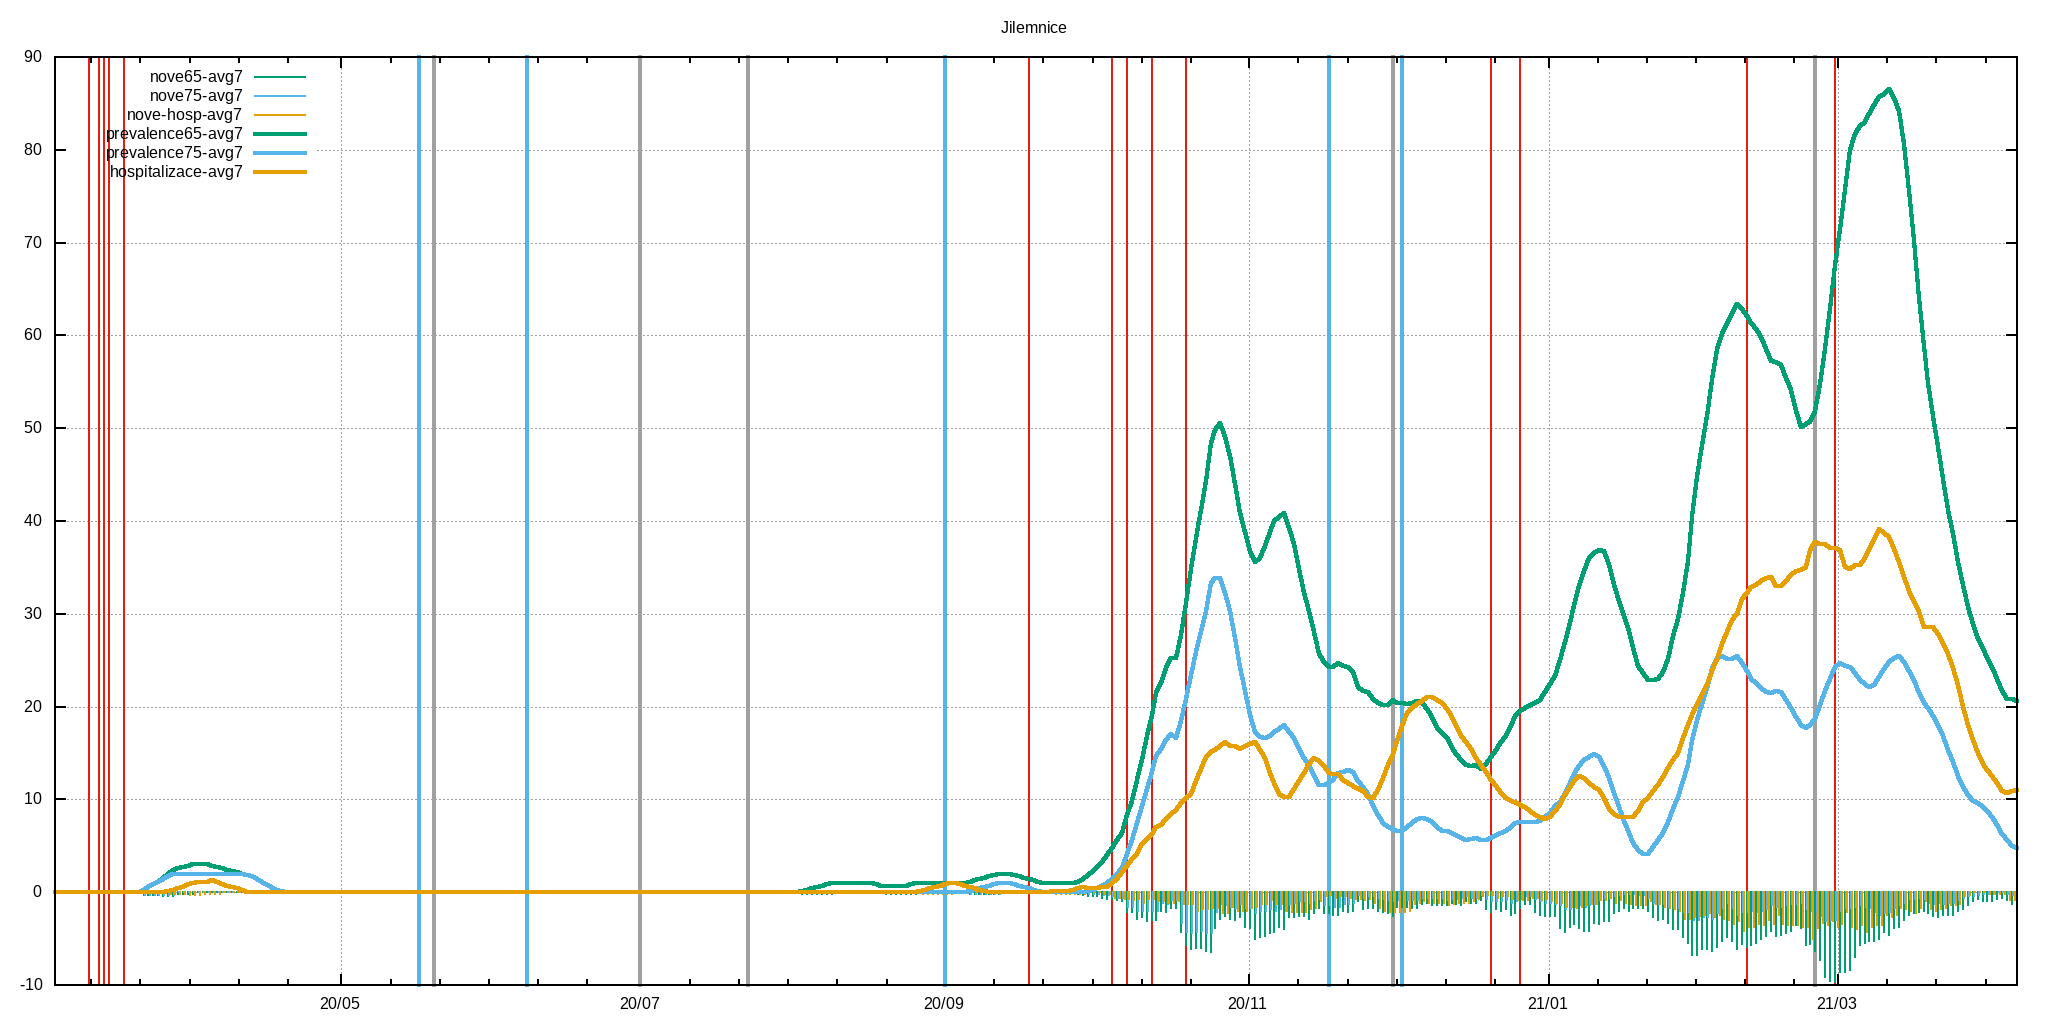 Jilemnice
90
80
70
60
50
40
30
20
10
0
-10
nove65-avg7
nove75-avg7
nove-hosp-avg7
prevalence65-avg7
prevalence75-avg7
hospitalizace-avg7
20/05 20/07 20/09 20/11 21/01 21/03